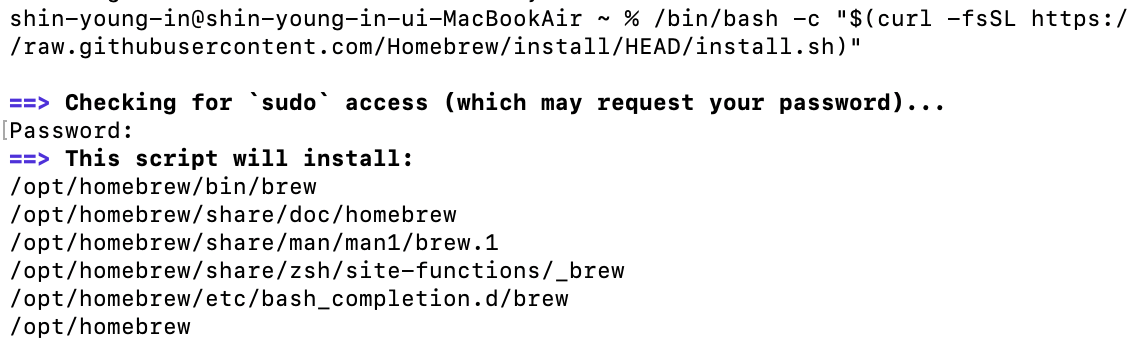 shin-young-in@shin-young-in-ui-MacBookAir ~ % /bin/bash -c "$(curl -fsSL https:/
/raw.githubusercontent.com/Homebrew/install/HEAD/install.sh)"
==> Checking for `sudo` access (which may request your password)...
[Password:
==> This script will install:
/opt/homebrew/bin/brew
/opt/homebrew/share/doc/homebrew
/opt/homebrew/share/man/man1/brew.1
/opt/homebrew/share/zsh/site-functions/_brew
/opt/homebrew/etc/bash_completion.d/brew
/opt/homebrew